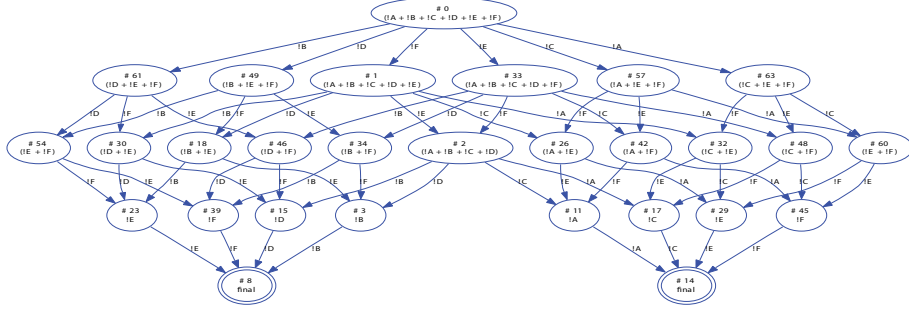 # 0
(!A + !B + !C + !D + !E + !F)
!B
!D
!F
!E
!C
!A
# 61
(!D + !E + !F)
# 49
(!B + !E + !F)
# 1
(!A + !B + !C + !D + !E)
# 33
(!A + !B + !C + !D + !F)
# 57
(!A + !E + !F)
# 63
(!C + !E + !F)
!D
!F
!E
!B
!F
!E
!B
!D
!E
!C
!A
!B
!D
!F
!C
!A
!F
!E
!A
!F
!E
!C
# 54
(!E + !F)
# 30
(!D + !E)
# 18
(!B + !E)
# 46
(!D + !F)
# 34
(!B + !F)
# 2
(!A + !B + !C + !D)
# 26
(!A + !E)
# 42
(!A + !F)
# 32
(!C + !E)
# 48
(!C + !F)
# 60
(!E + !F)
!F
!D
!E
!B
!E
!D
!F
!B
!F
!B
!D
!C
!A
!E
!F
!A
!E
!C
!F
!A
!C
!F
!E
# 23
!E
# 39
!F
# 15
!D
# 3
!B
# 11
!A
# 17
!C
# 29
!E
# 45
!F
!E
!F
!D
!B
!A
!C
!E
!F
# 8
final
# 14
final